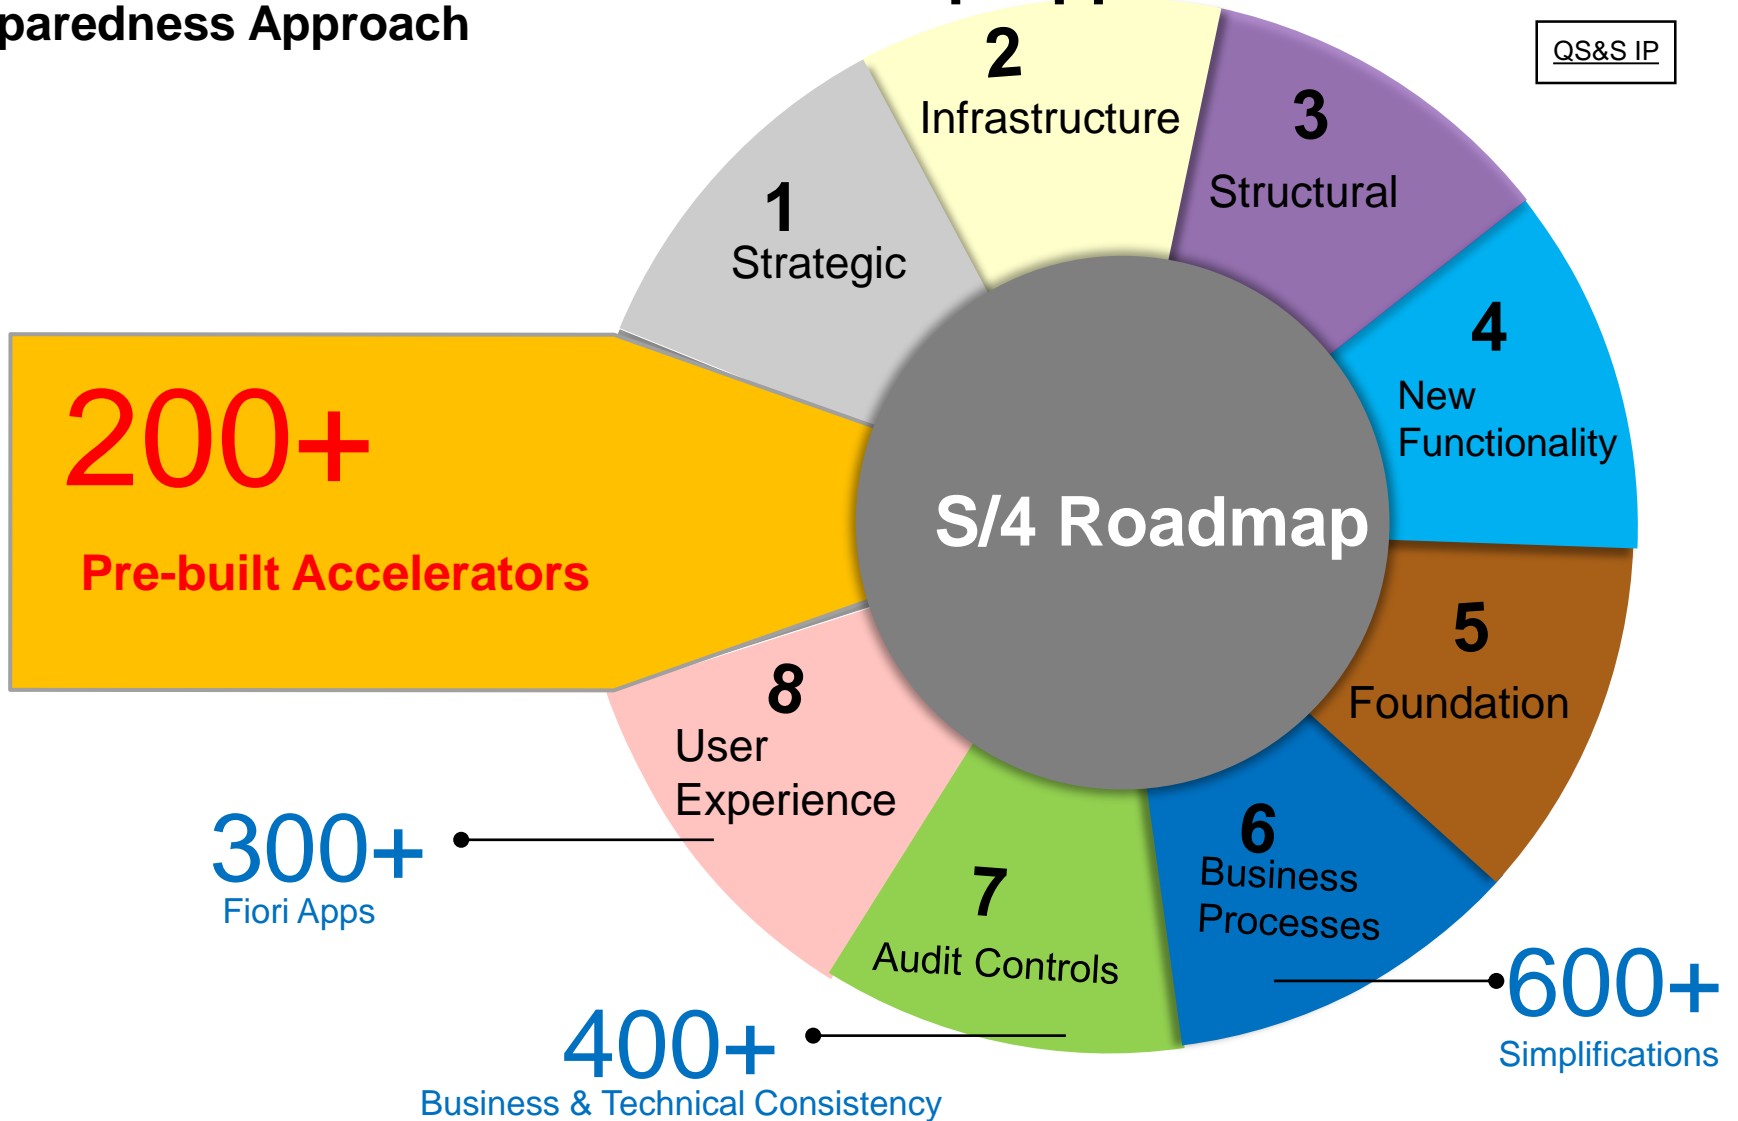 Approach
QS&S IP
2
Infrastructure
3
Structural
1
Strategic
4
New
Functionality
200+
Pre-built Accelerators
S/4 Roadmap
5
Foundation
8
User
Experience
6
Business
Processes
300+
Fiori Apps
7
Audit Controls
600+
Simplifications
400+
Business & Technical Consistency